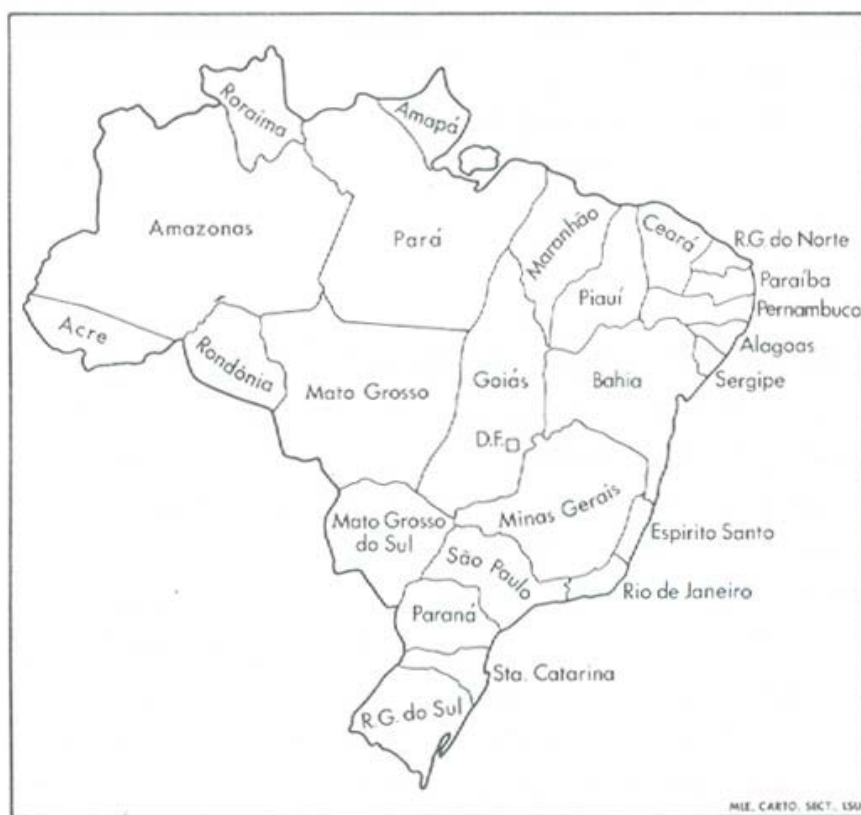 Roraima
Amapá
Amazonas
Pará
Maranhão
Ceará
R.G. do Norte
Piauí
Paraíba
Pernambuco
Acre
Rondônia
Alagoas
Mato Grosso
Goiás
Bahia
Sergipe
D.F.
Minas Gerais
Mato Grosso
do Sul
Espirito Santo
São Paulo
Rio de Janeiro
Paraná
Sta. Catarina
R.G. do Sul
MLE, CARTO. SECT., LSU